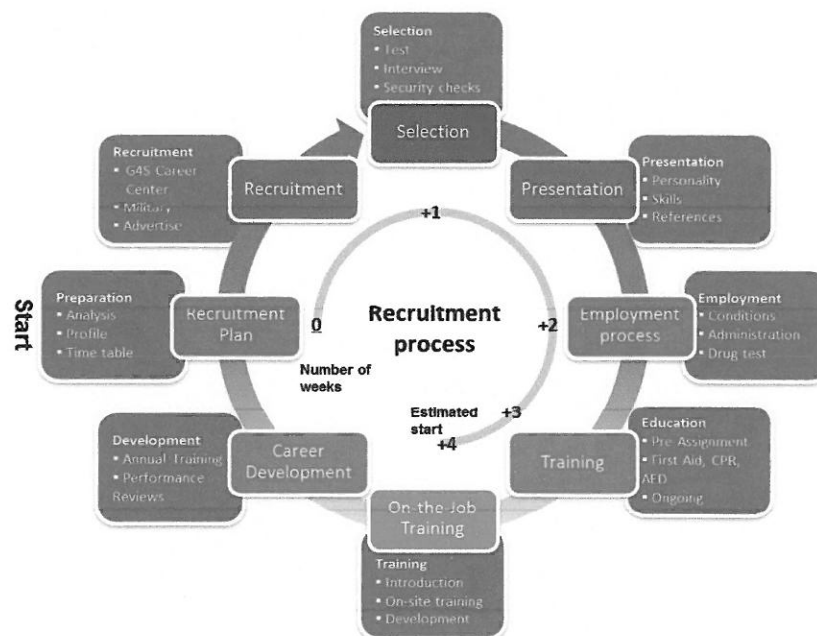 Selection
▪ Test
▪ Interview
▪ Security checks
Selection
Recruitment
▪ G4S Career
Center
▪ Military
▪ Advertise
Recruitment
Presentation
Presentation
▪ Personality
▪ Skills
▪ References
+1
Start
Preparation
▪ Analysis
▪ Profile
▪ Time table
Recruitment
Plan
0
Number of
weeks
Recruitment
process
+2
Employment
process
Employment
▪ Conditions
▪ Administration
▪ Drug test
Estimated
start
+3
+4
Development
▪ Annual Training
▪ Performance
Reviews
Career
Development
Training
Education
▪ Pre Assignment
▪ First Aid, CPR,
AED
▪ Ongoing
On-the-Job
Training
Training
▪ Introduction
▪ On-site training
▪ Development